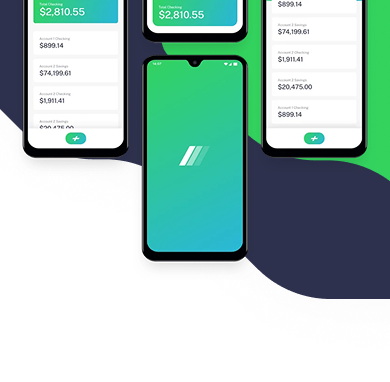 Total Checking
$2,810.55
Account 1 Checking
$899.14
Account 2 Savings
$74,199.61
Account 2 Checking
$1,911.41
Account 3 Savings
$20,475.00
Total Checking
$2,810.55
$899.14
Account 2 Savings
$74,199.61
Account 2 Checking
$1,911.41
Account 3 Savings
$20,475.00
Account 1 Checking
$899.14